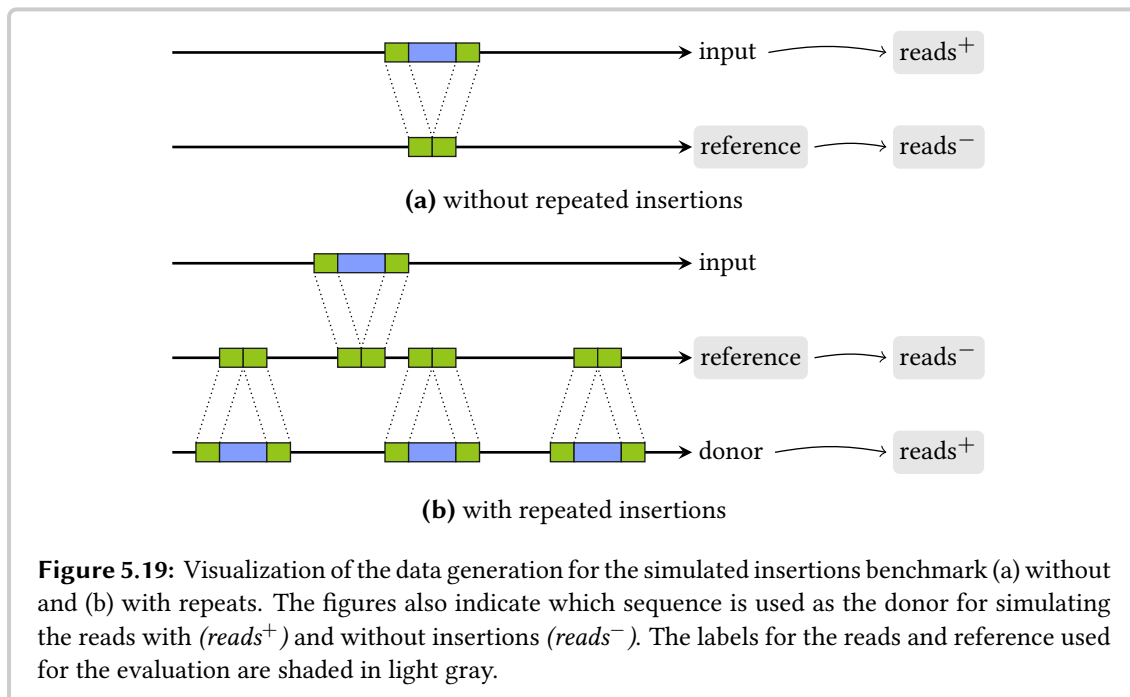 input reads⁺
reference reads⁻
(a) without repeated insertions
input
reference reads⁻
donor reads⁺
(b) with repeated insertions
Figure 5.19: Visualization of the data generation for the simulated insertions benchmark (a) without
and (b) with repeats. The figures also indicate which sequence is used as the donor for simulating
the reads with (reads⁺) and without insertions (reads⁻). The labels for the reads and reference used
for the evaluation are shaded in light gray.